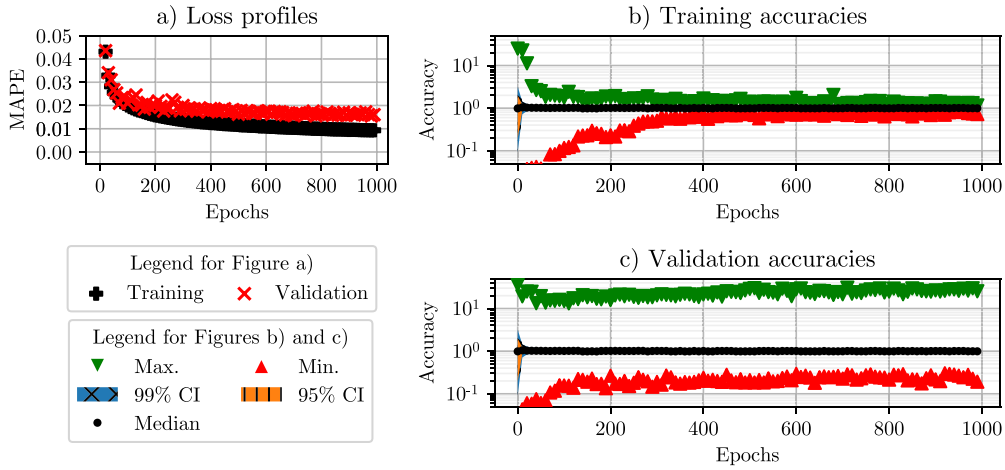 a) Loss profiles
MAPE
0.05
0.04
0.03
0.02
0.01
0.00
0 200 400 600 800 1000
Epochs
b) Training accuracies
Accuracy
10^1
10^0
10^-1
0 200 400 600 800 1000
Epochs
Legend for Figure a)
Training Validation
Legend for Figures b) and c)
Max. Min.
99% CI 95% CI
Median
c) Validation accuracies
Accuracy
10^1
10^0
10^-1
0 200 400 600 800 1000
Epochs